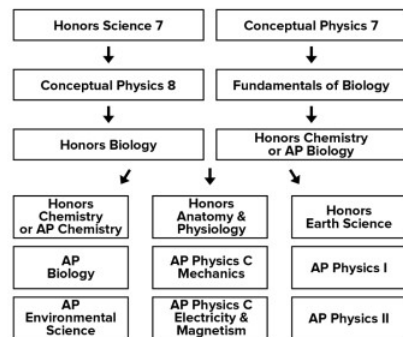 Honors Science 7
Conceptual Physics 7
Conceptual Physics 8
Fundamentals of Biology
Honors Biology
Honors Chemistry
or AP Biology
Honors
Chemistry
or AP Chemistry
Honors
Anatomy &
Physiology
Honors
Earth Science
AP
Biology
AP Physics C
Mechanics
AP Physics I
AP
Environmental
Science
AP Physics C
Electricity &
Magnetism
AP Physics II